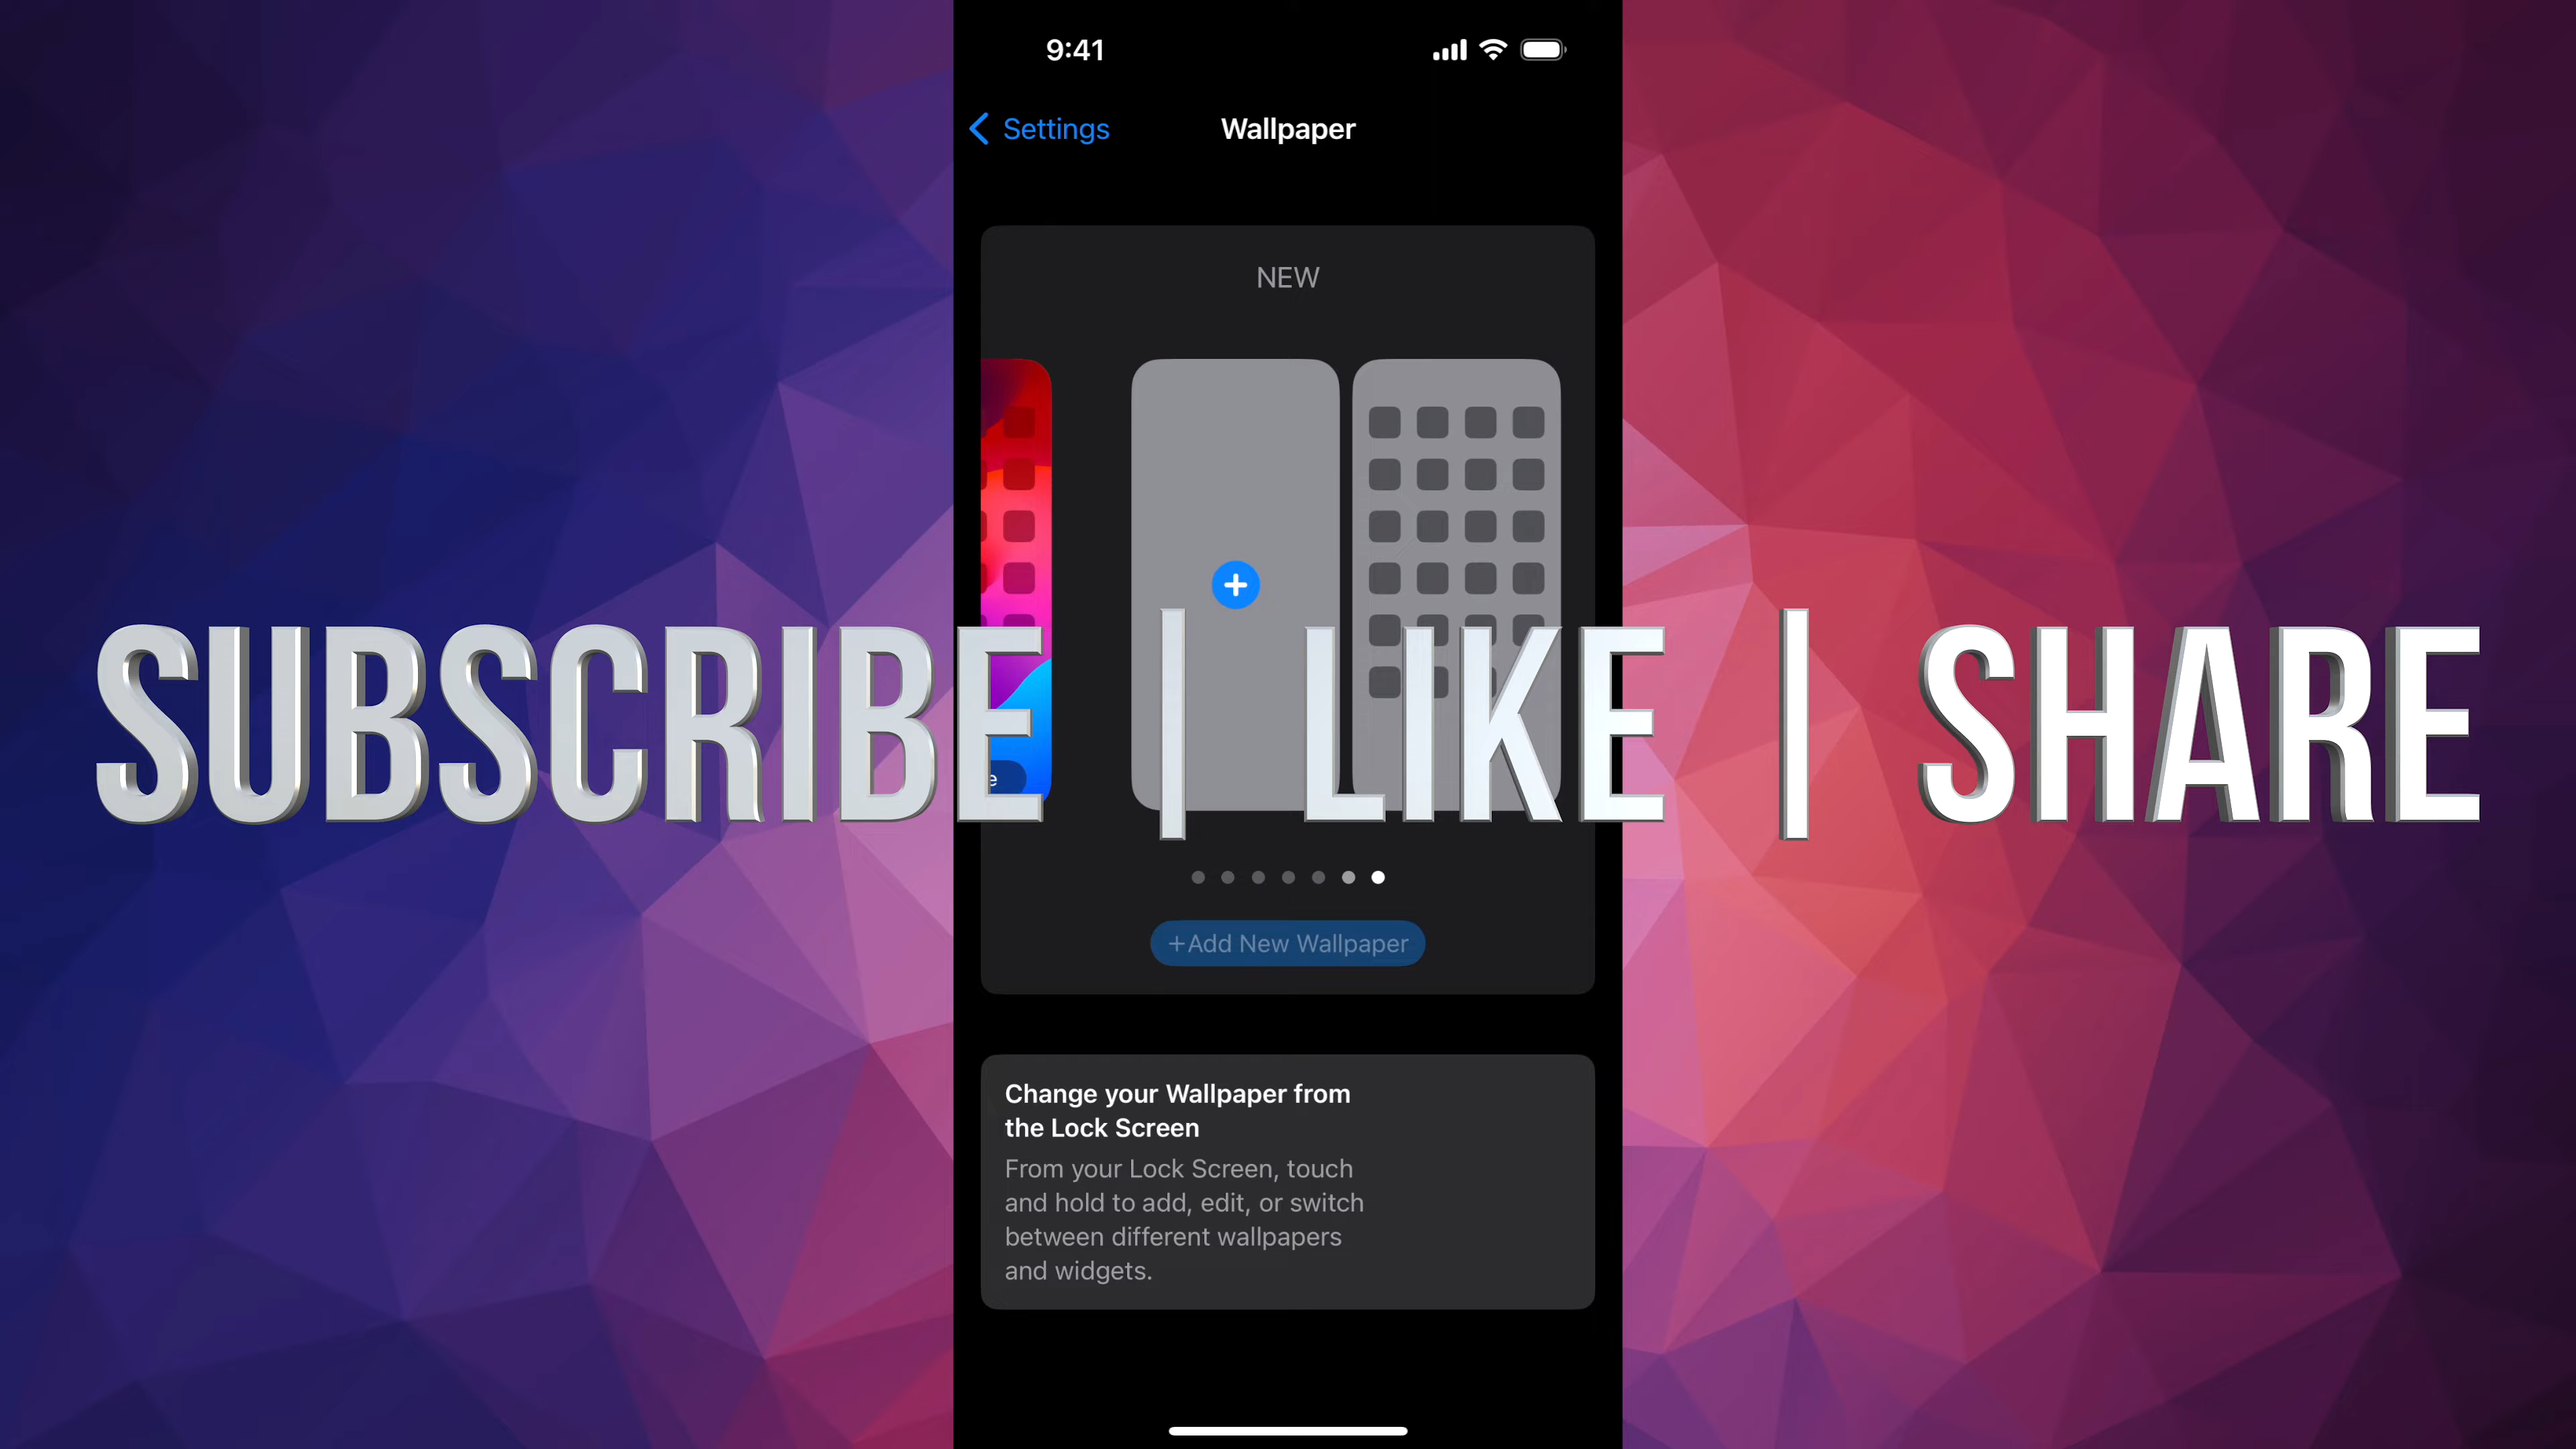 9:41
Settings
Wallpaper
NEW
SUBSCRIBE | LIKE | SHARE
e
+Add New Wallpaper
Change your Wallpaper from
the Lock Screen
From your Lock Screen, touch
and hold to add, edit, or switch
between different wallpapers
and widgets.